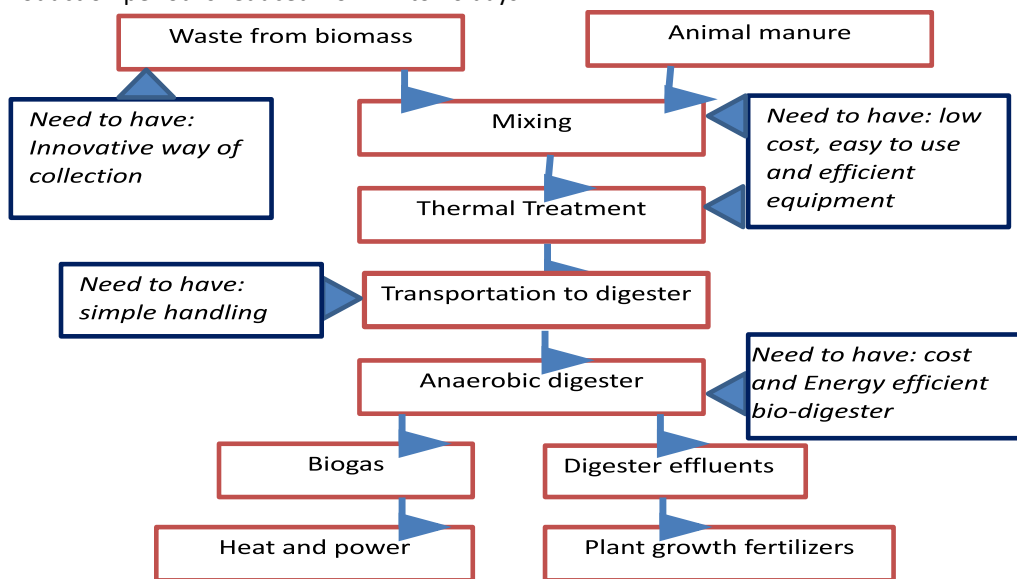 Waste from biomass
Animal manure
Need to have:
Innovative way of
collection
Mixing
Need to have: low
cost, easy to use
and efficient
equipment
Thermal Treatment
Need to have:
simple handling
Transportation to digester
Anaerobic digester
Need to have: cost
and Energy efficient
bio-digester
Biogas
Digester effluents
Heat and power
Plant growth fertilizers